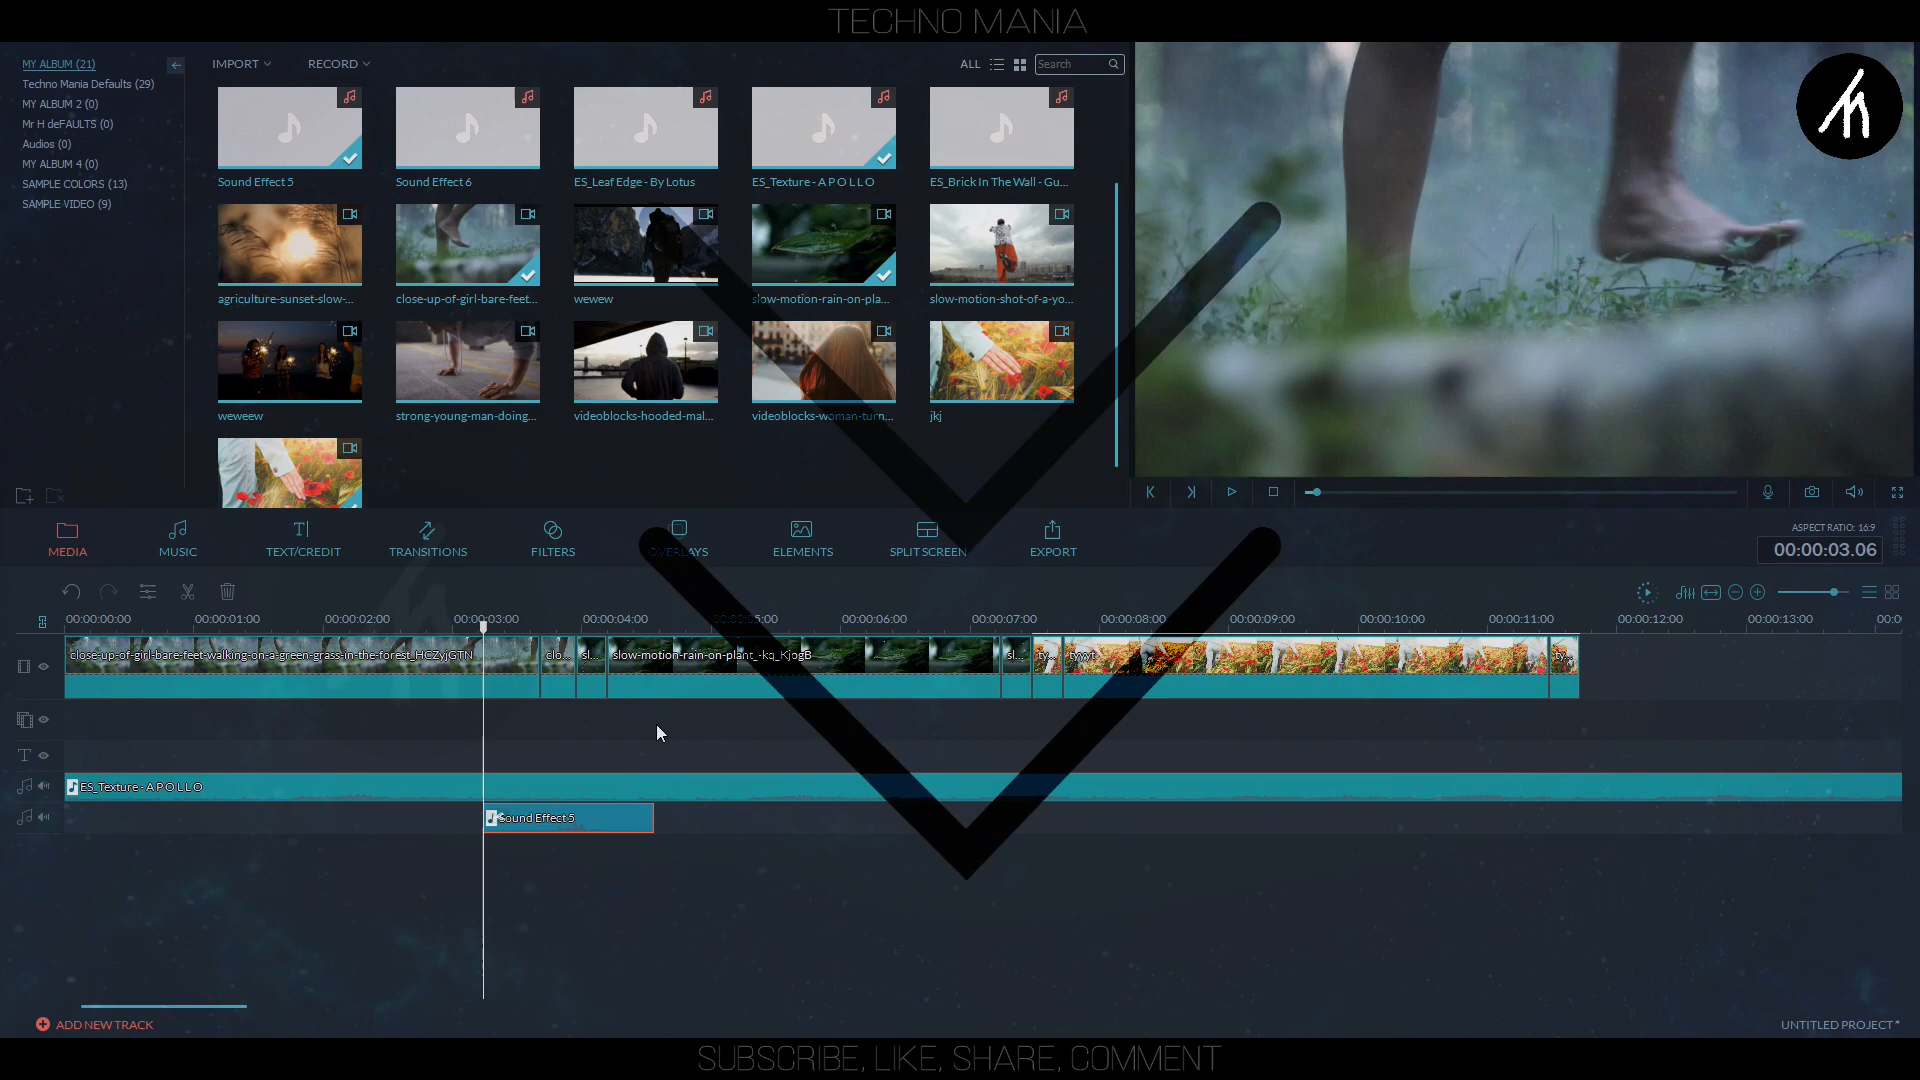 TECHNO MANIA
MY ALBUM (21)
Techno Mania Defaults (29)
MY ALBUM 2 (0)
Mr H deFAULTS (0)
Audios (0)
MY ALBUM 4 (0)
SAMPLE COLORS (13)
SAMPLE VIDEO (9)
IMPORT
RECORD
ALL
Search
Sound Effect 5
Sound Effect 6
ES_Leaf Edge - By Lotus
ES_Texture - A P O L L O
ES_Brick In The Wall - Gu...
agriculture-sunset-slow-...
close-up-of-girl-bare-feet...
wewew
slow-motion-rain-on-pla...
slow-motion-shot-of-a-yo...
weweew
strong-young-man-doing...
videoblocks-hooded-mal...
videoblocks-woman-turn...
jkj
MEDIA
MUSIC
TEXT/CREDIT
TRANSITIONS
FILTERS
OVERLAYS
ELEMENTS
SPLIT SCREEN
EXPORT
ASPECT RATIO: 16:9
00:00:03.06
00:00:00:00
00:00:01:00
00:00:02:00
00:00:03:00
00:00:04:00
00:00:05:00
00:00:06:00
00:00:07:00
00:00:08:00
00:00:09:00
00:00:10:00
00:00:11:00
00:00:12:00
00:00:13:00
00:0
close-up-of-girl-bare-feet-walking-on-a-green-grass-in-the-forest_HCZyjGTN
clo...
sl...
slow-motion-rain-on-plant_-kq_KjogB
sl...
ty...
tyyyt
ty...
ES_Texture - A P O L L O
Sound Effect 5
ADD NEW TRACK
UNTITLED PROJECT *
SUBSCRIBE, LIKE, SHARE, COMMENT